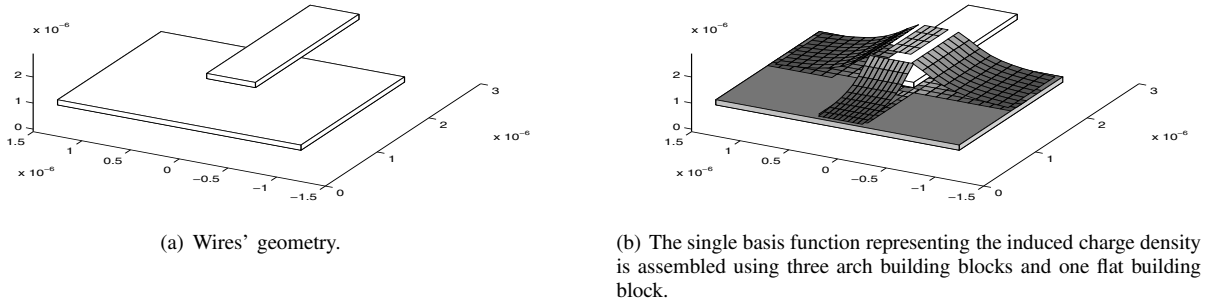 x 10⁻⁶
2
1
0
1.5
1
0.5
0
−0.5
−1
−1.5
x 10⁻⁶
0
1
2
3
x 10⁻⁶
(a) Wires’ geometry.
x 10⁻⁶
2
1
0
1.5
1
0.5
0
−0.5
−1
−1.5
x 10⁻⁶
0
1
2
3
x 10⁻⁶
(b) The single basis function representing the induced charge density
is assembled using three arch building blocks and one flat building
block.